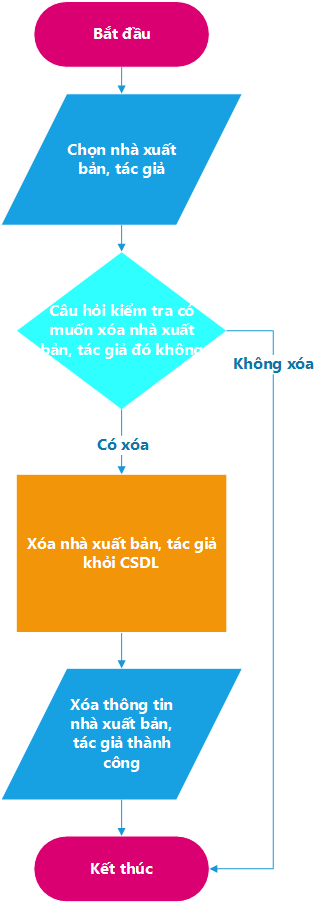 Bắt đầu
Chọn nhà xuất
bản, tác giả
Câu hỏi kiểm tra có
muốn xóa nhà xuất
bản, tác giả đó không
Không xóa
Có xóa
Xóa nhà xuất bản, tác giả
khỏi CSDL
Xóa thông tin
nhà xuất bản,
tác giả thành
công
Kết thúc